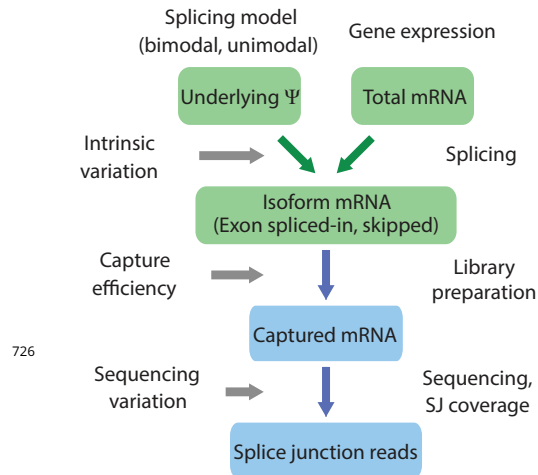 Splicing model
(bimodal, unimodal)
Gene expression
Underlying Ψ
Total mRNA
Intrinsic
variation
Splicing
Isoform mRNA
(Exon spliced-in, skipped)
Capture
efficiency
Library
preparation
Captured mRNA
726
Sequencing
variation
Sequencing,
SJ coverage
Splice junction reads